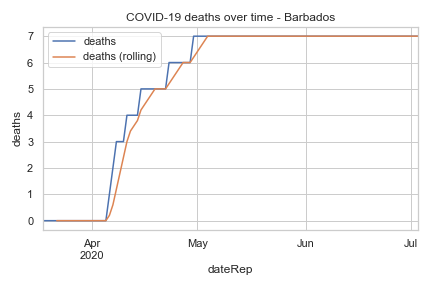 COVID-19 deaths over time - Barbados
deaths
deaths (rolling)
deaths
7
6
5
4
3
2
1
0
Apr
2020
May
Jun
Jul
dateRep